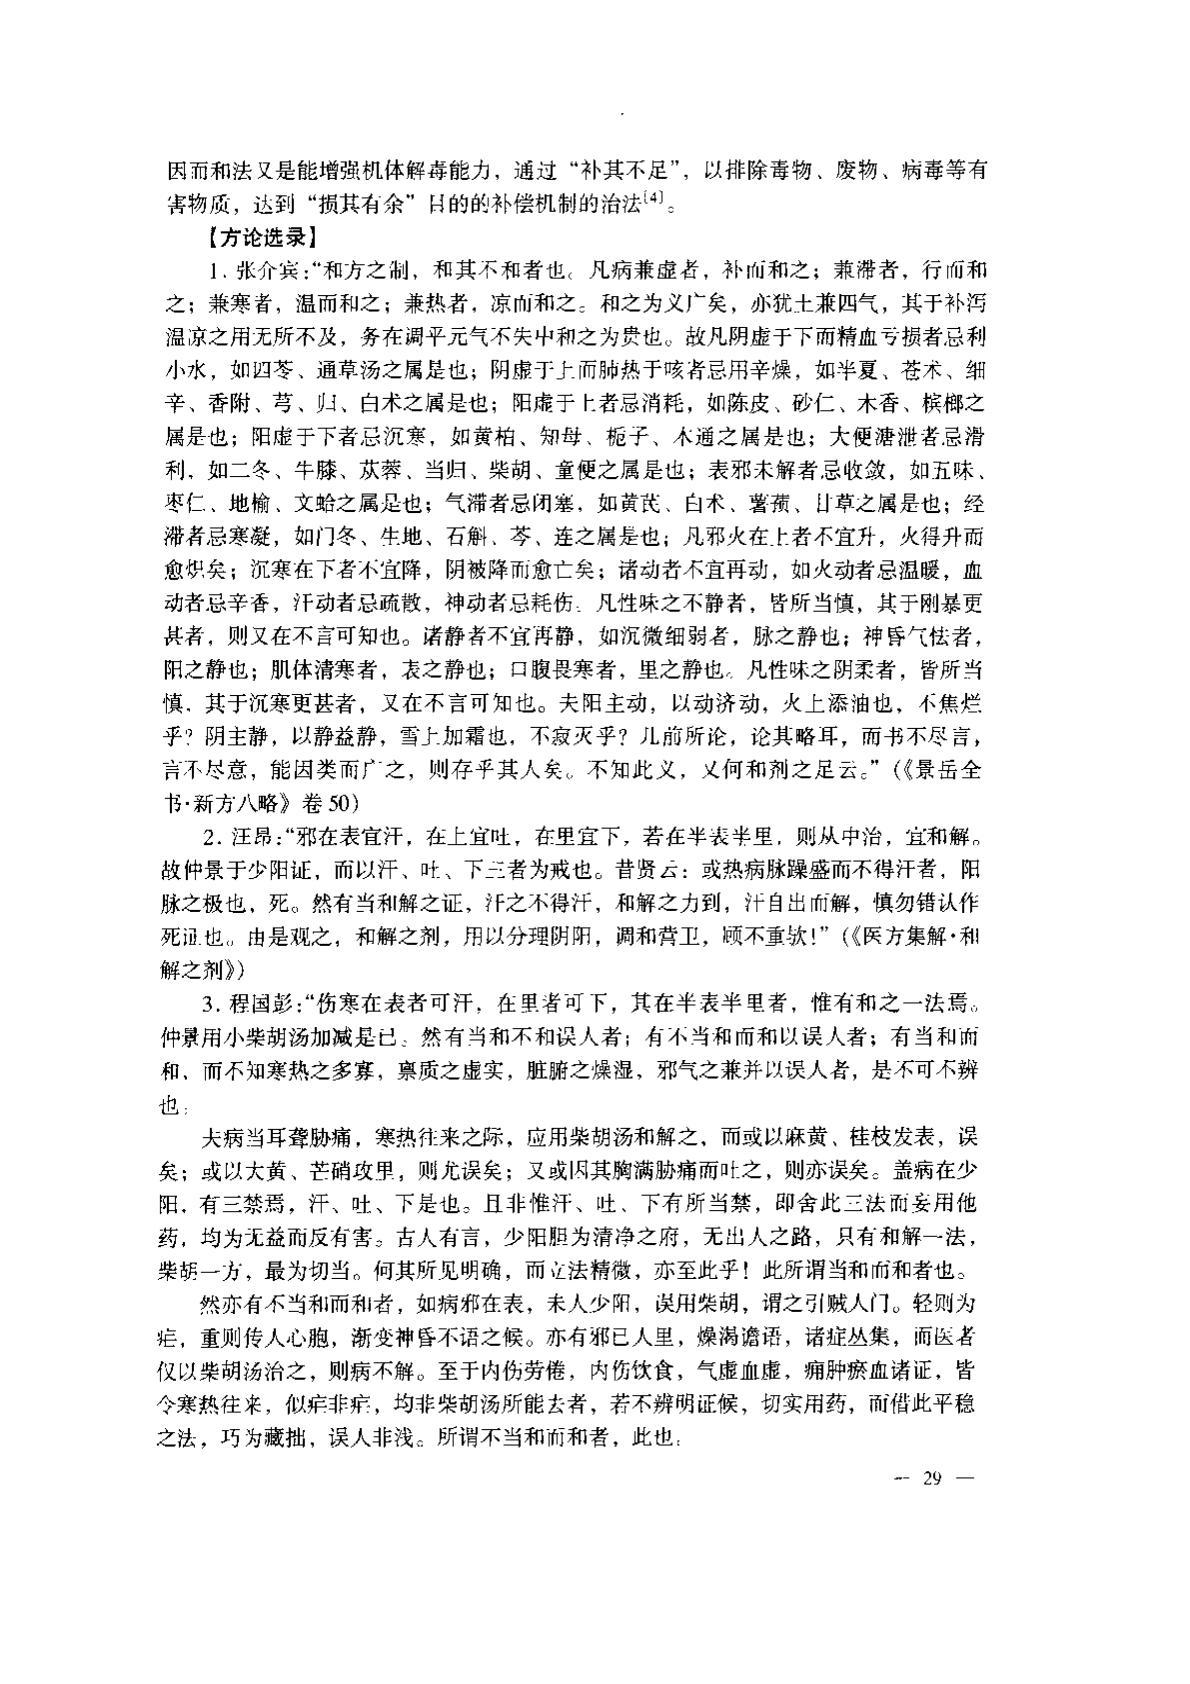 因而和法又是能增强机体解毒能力，通过“补其不足”，以排除毒物、废物、病毒等有
害物质，达到“损其有余”目的的补偿机制的治法[4]。
【方论选录】
1. 张介宾：“和方之制，和其不和者也。凡病兼虚者，补而和之；兼滞者，行而和
之；兼寒者，温而和之；兼热者，凉而和之。和之为义广矣，亦犹土兼四气，其于补泻
温凉之用无所不及，务在调平元气不失中和之为贵也。故凡阴虚于下而精血亏损者忌利
小水，如四苓、通草汤之属是也；阴虚于上而肺热于咳者忌用辛燥，如半夏、苍术、细
辛、香附、芎、归、白术之属是也；阳虚于上者忌消耗，如陈皮、砂仁、木香、槟榔之
属是也；阳虚于下者忌沉寒，如黄柏、知母、栀子、木通之属是也；大便溏泄者忌滑
利，如二冬、牛膝、苁蓉、当归、柴胡、童便之属是也；表邪未解者忌收敛，如五味、
枣仁、地榆、文蛤之属是也；气滞者忌闭塞，如黄芪、白术、薯蓣、甘草之属是也；经
滞者忌寒凝，如门冬、生地、石斛、芩、连之属是也；凡邪火在上者不宜升，火得升而
愈炽矣；沉寒在下者不宜降，阴被降而愈亡矣；诸动者不宜再动，如火动者忌温暖，血
动者忌辛香，汗动者忌疏散，神动者忌耗伤。凡性味之不静者，皆所当慎，其于刚暴更
甚者，则又在不言可知也。诸静者不宜再静，如沉微细弱者，脉之静也；神昏气怯者，
阳之静也；肌体清寒者，表之静也；口腹畏寒者，里之静也。凡性味之阴柔者，皆所当
慎，其于沉寒更甚者，又在不言可知也。夫阳主动，以动济动，火上添油也，不焦烂
乎？阴主静，以静益静，雪上加霜也，不寂灭乎？凡前所论，论其略耳，而书不尽言，
言不尽意，能因类而广之，则存乎其人矣。不知此义，又何和剂之足云。”（《景岳全
书·新方八略》卷 50）
2. 汪昂：“邪在表宜汗，在上宜吐，在里宜下，若在半表半里，则从中治，宜和解。
故仲景于少阳证，而以汗、吐、下三者为戒也。昔贤云：或热病脉躁盛而不得汗者，阳
脉之极也，死。然有当和解之证，汗之不得汗，和解之力到，汗自出而解，慎勿错认作
死证也。由是观之，和解之剂，用以分理阴阳，调和营卫，顾不重欤！”（《医方集解·和
解之剂》）
3. 程国彭：“伤寒在表者可汗，在里者可下，其在半表半里者，惟有和之一法焉。
仲景用小柴胡汤加减是已。然有当和不和误人者；有不当和而和以误人者；有当和而
和，而不知寒热之多寡，禀质之虚实，脏腑之燥湿，邪气之兼并以误人者，是不可不辨
也。
夫病当耳聋胁痛，寒热往来之际，应用柴胡汤和解之，而或以麻黄、桂枝发表，误
矣；或以大黄、芒硝攻里，则尤误矣；又或因其胸满胁痛而吐之，则亦误矣。盖病在少
阳，有三禁焉，汗、吐、下是也。且非惟汗、吐、下有所当禁，即舍此三法而妄用他
药，均为无益而反有害。古人有言，少阳胆为清净之府，无出入之路，只有和解一法，
柴胡一方，最为切当。何其所见明确，而立法精微，亦至此乎！此所谓当和而和者也。
然亦有不当和而和者，如病邪在表，未入少阳，误用柴胡，谓之引贼入门。轻则为
疟，重则传入心胞，渐变神昏不语之候。亦有邪已入里，燥渴谵语，诸症丛集，而医者
仅以柴胡汤治之，则病不解。至于内伤劳倦，内伤饮食，气虚血虚，痈肿瘀血诸证，皆
令寒热往来，似疟非疟，均非柴胡汤所能去者，若不辨明证候，切实用药，而借此平稳
之法，巧为藏拙，误人非浅。所谓不当和而和者，此也。
— 29 —